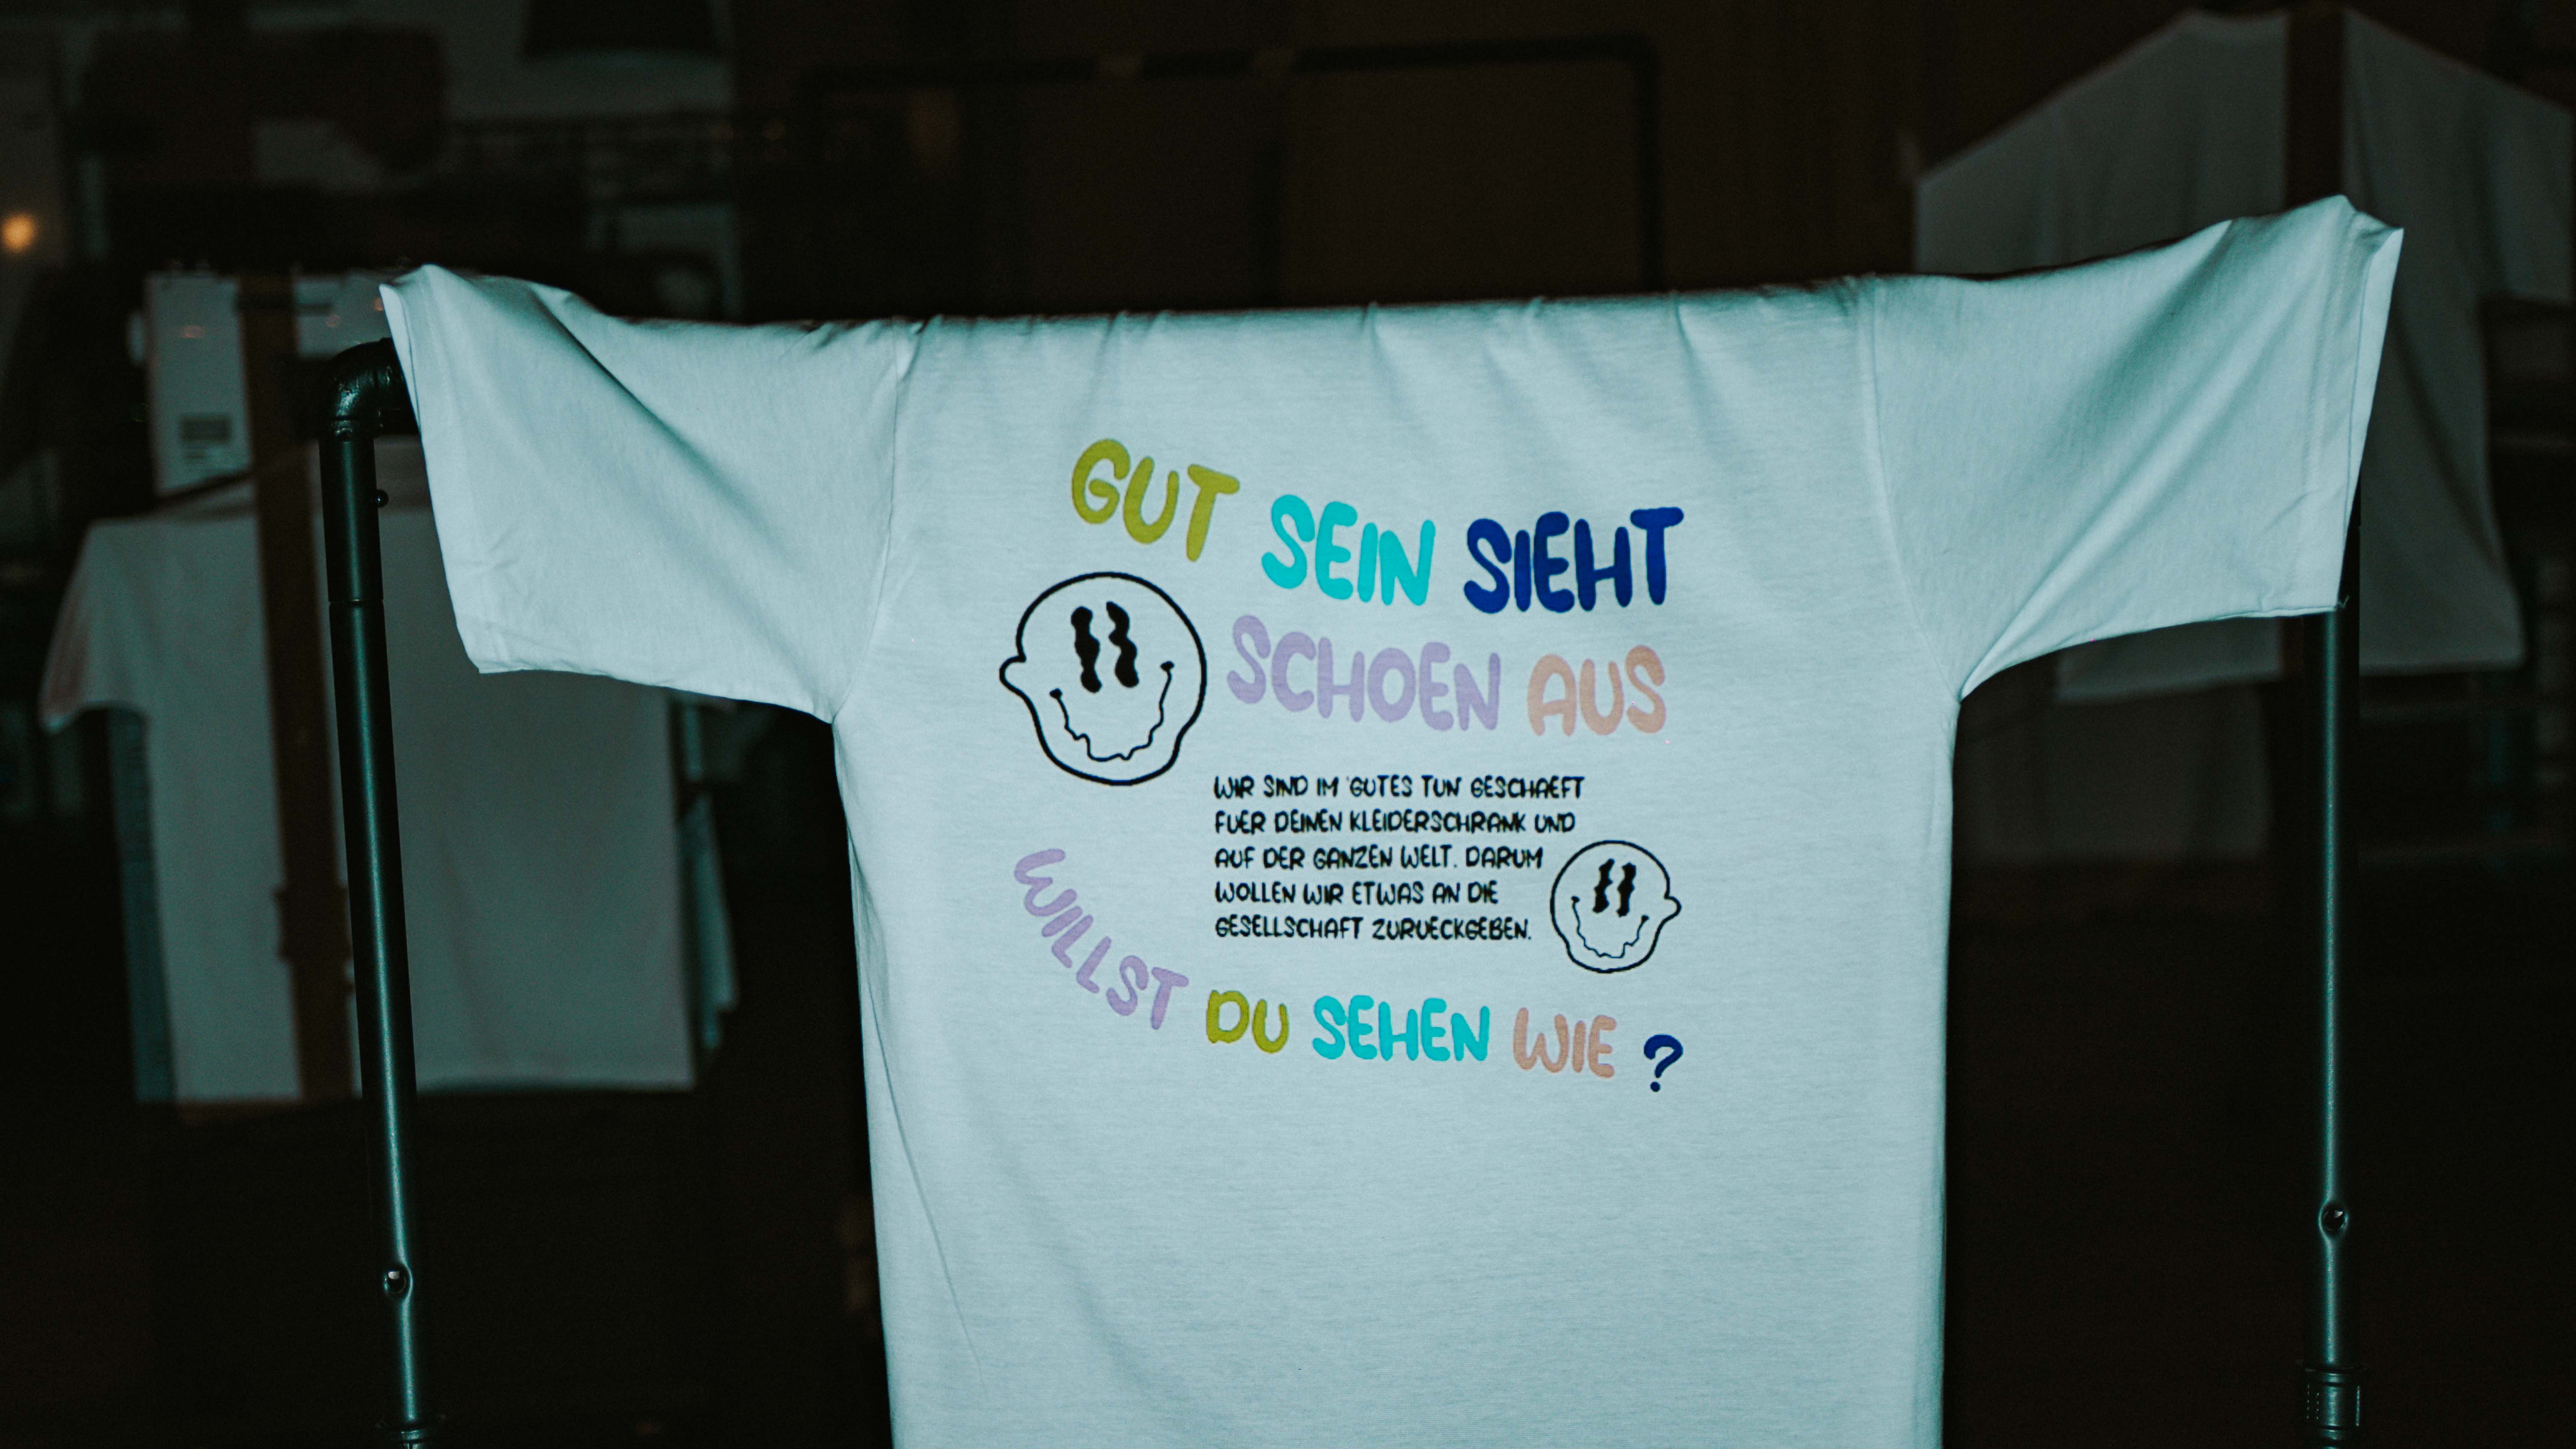 GUT SEIN SIEHT
SCHOEN AUS
WIR SIND IM 'GUTES TUN' GESCHAEFT
FUER DEINEN KLEIDERSCHRANK UND
AUF DER GANZEN WELT. DARUM
WOLLEN WIR ETWAS AN DIE
GESELLSCHAFT ZURUECKGEBEN.
WILLST DU SEHEN WIE ?